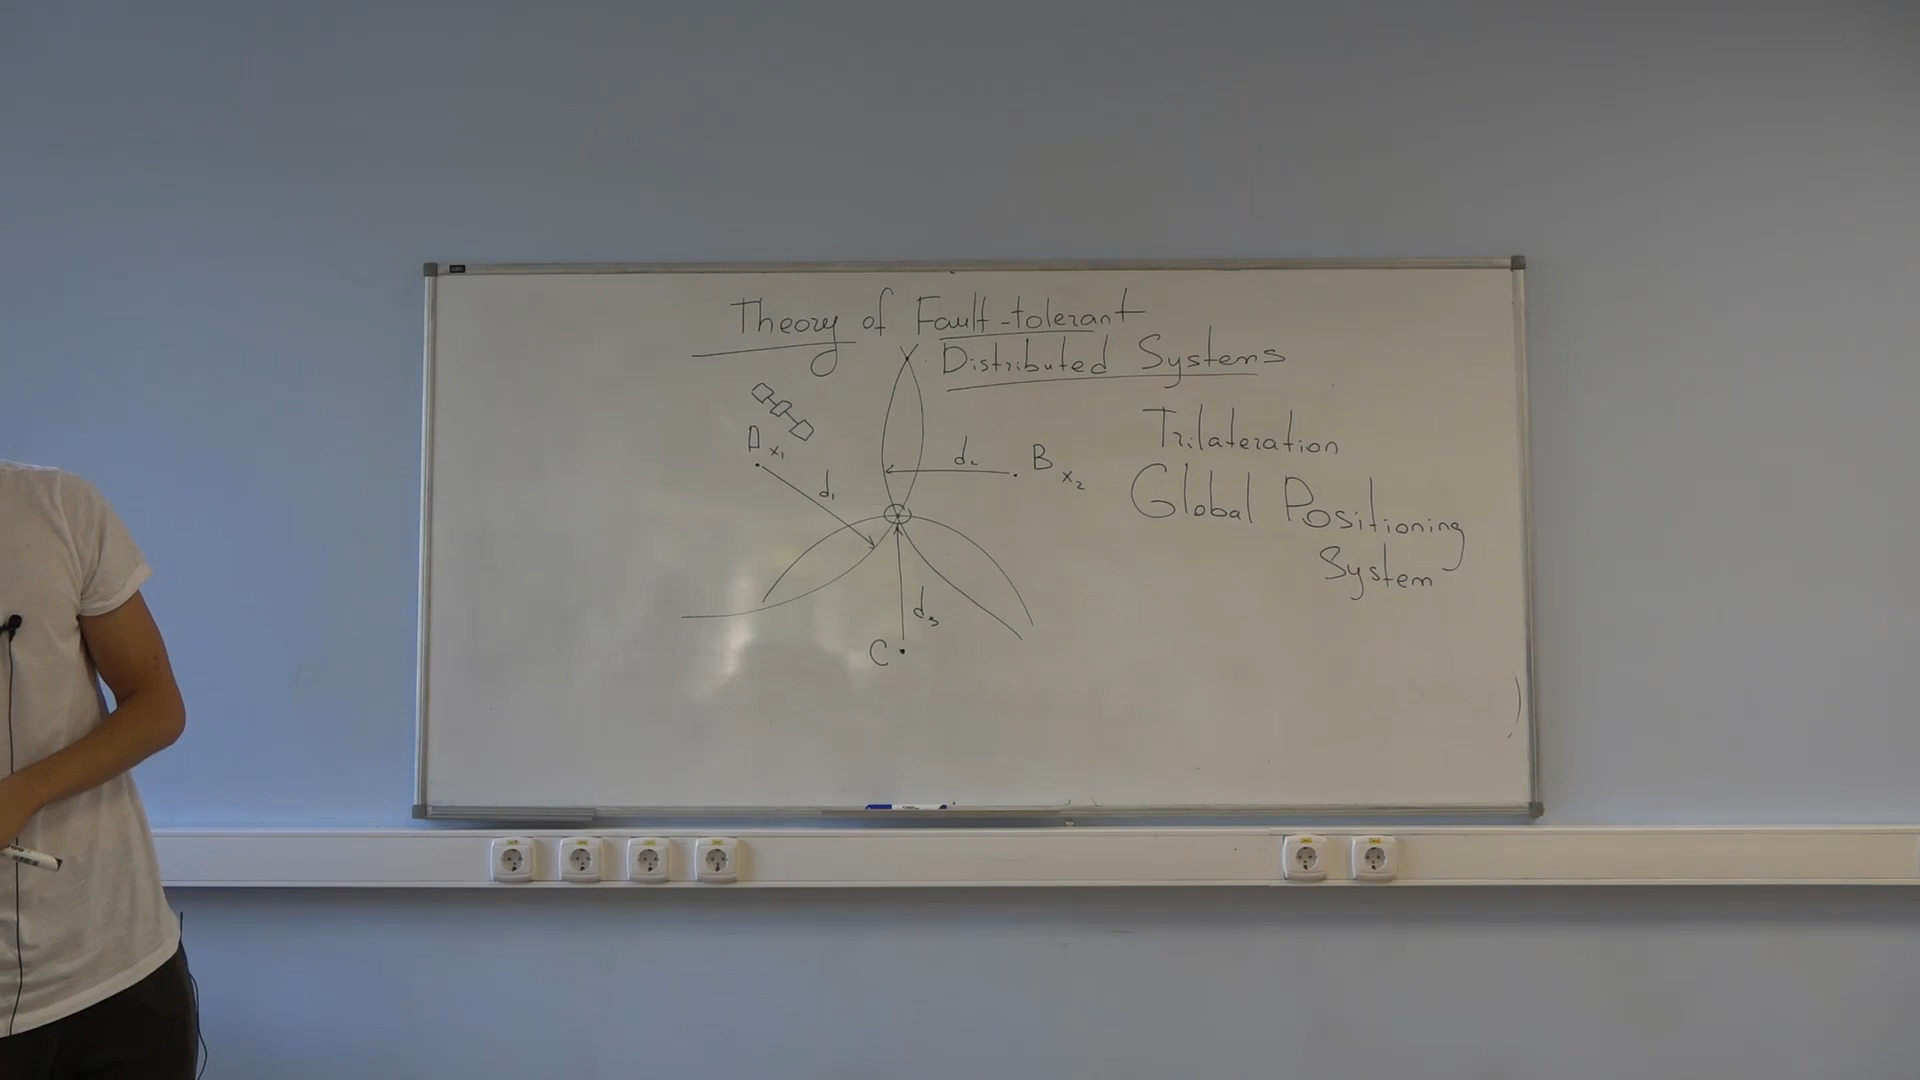 Theory of Fault-tolerant
Distributed Systems
A x₁
d₁
d₂
B x₂
d₃
C
Trilateration
Global Positioning
System